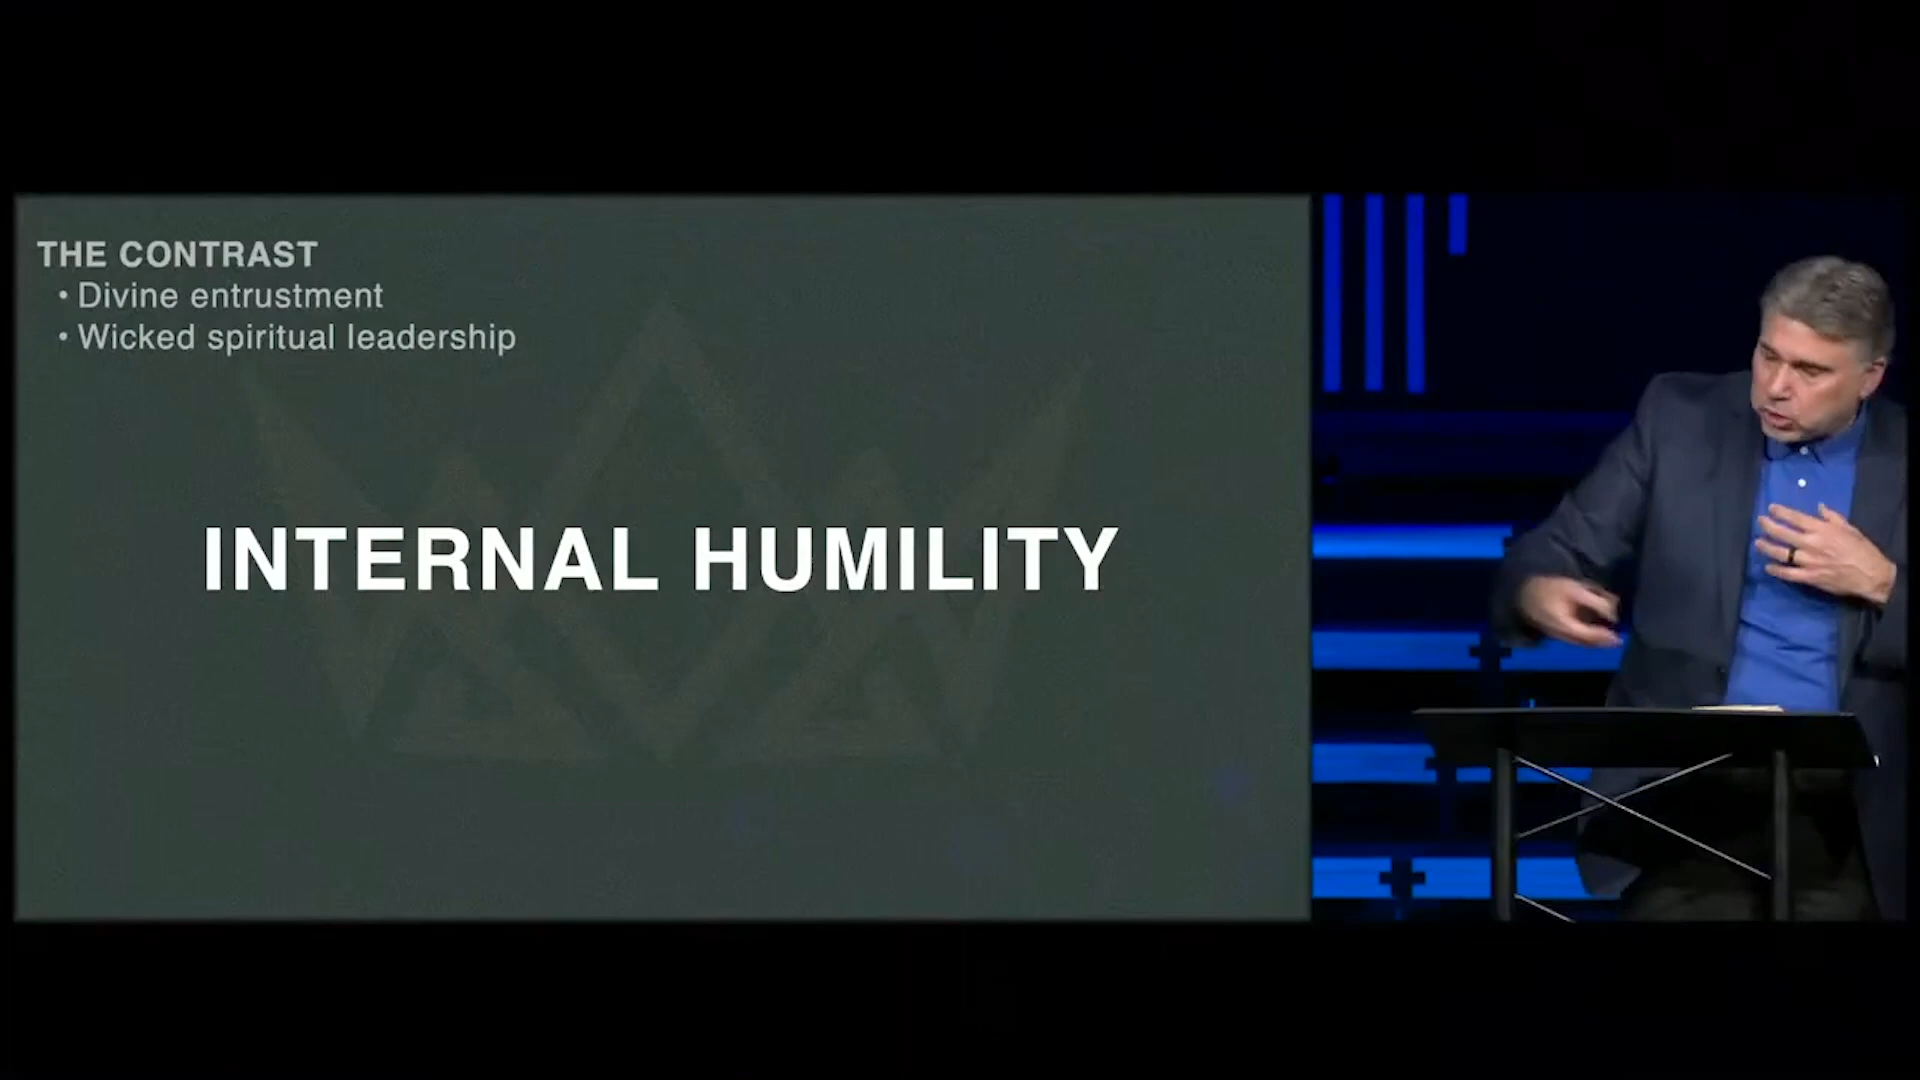 THE CONTRAST
• Divine entrustment
• Wicked spiritual leadership
INTERNAL HUMILITY